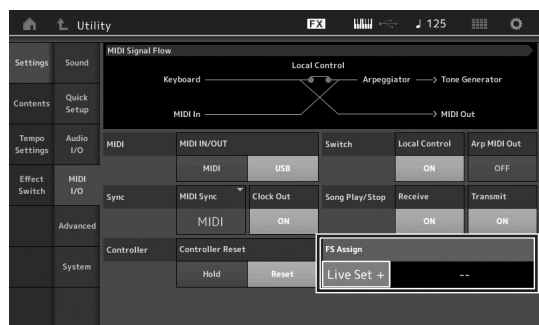 Utility FX ♩ 125
Settings
Contents
Tempo
Settings
Effect
Switch
Sound
Quick
Setup
Audio
I/O
MIDI
I/O
Advanced
System
MIDI Signal Flow
Local Control
Keyboard Arpeggiator Tone Generator
MIDI In MIDI Out
MIDI MIDI IN/OUT Switch Local Control Arp MIDI Out
MIDI USB ON OFF
Sync MIDI Sync Clock Out Song Play/Stop Receive Transmit
MIDI ON ON ON
Controller Controller Reset FS Assign
Hold Reset Live Set + --